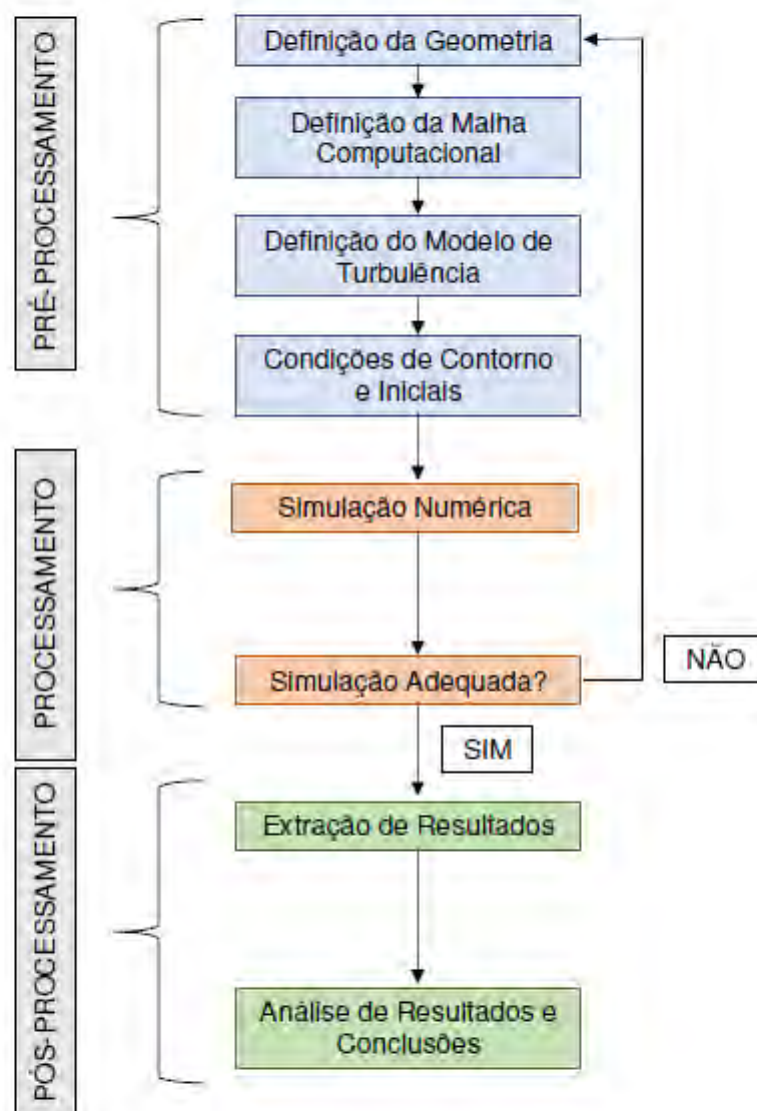 PRÉ- PROCESSAMENTO
Definição da Geometria
Definição da Malha
Computacional
Definição do Modelo de
Turbulência
Condições de Contorno
e Iniciais
PROCESSAMENTO
Simulação Numérica
Simulação Adequada?
NÃO
SIM
PÓS- PROCESSAMENTO
Extração de Resultados
Análise de Resultados e
Conclusões